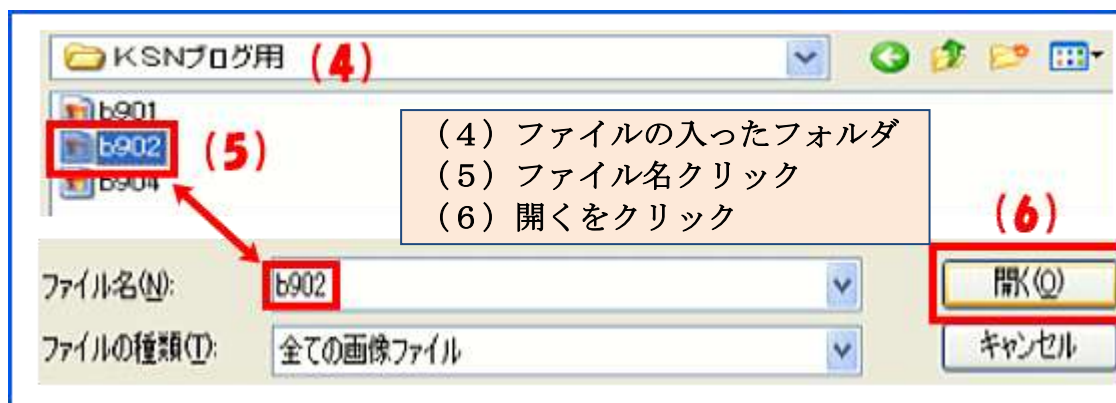 KSNブログ用 (4)
b901
b902 (5)
b904
(4)ファイルの入ったフォルダ
(5)ファイル名クリック
(6)開くをクリック
(6)
ファイル名(N): b902 開く(O)
ファイルの種類(T): 全ての画像ファイル キャンセル